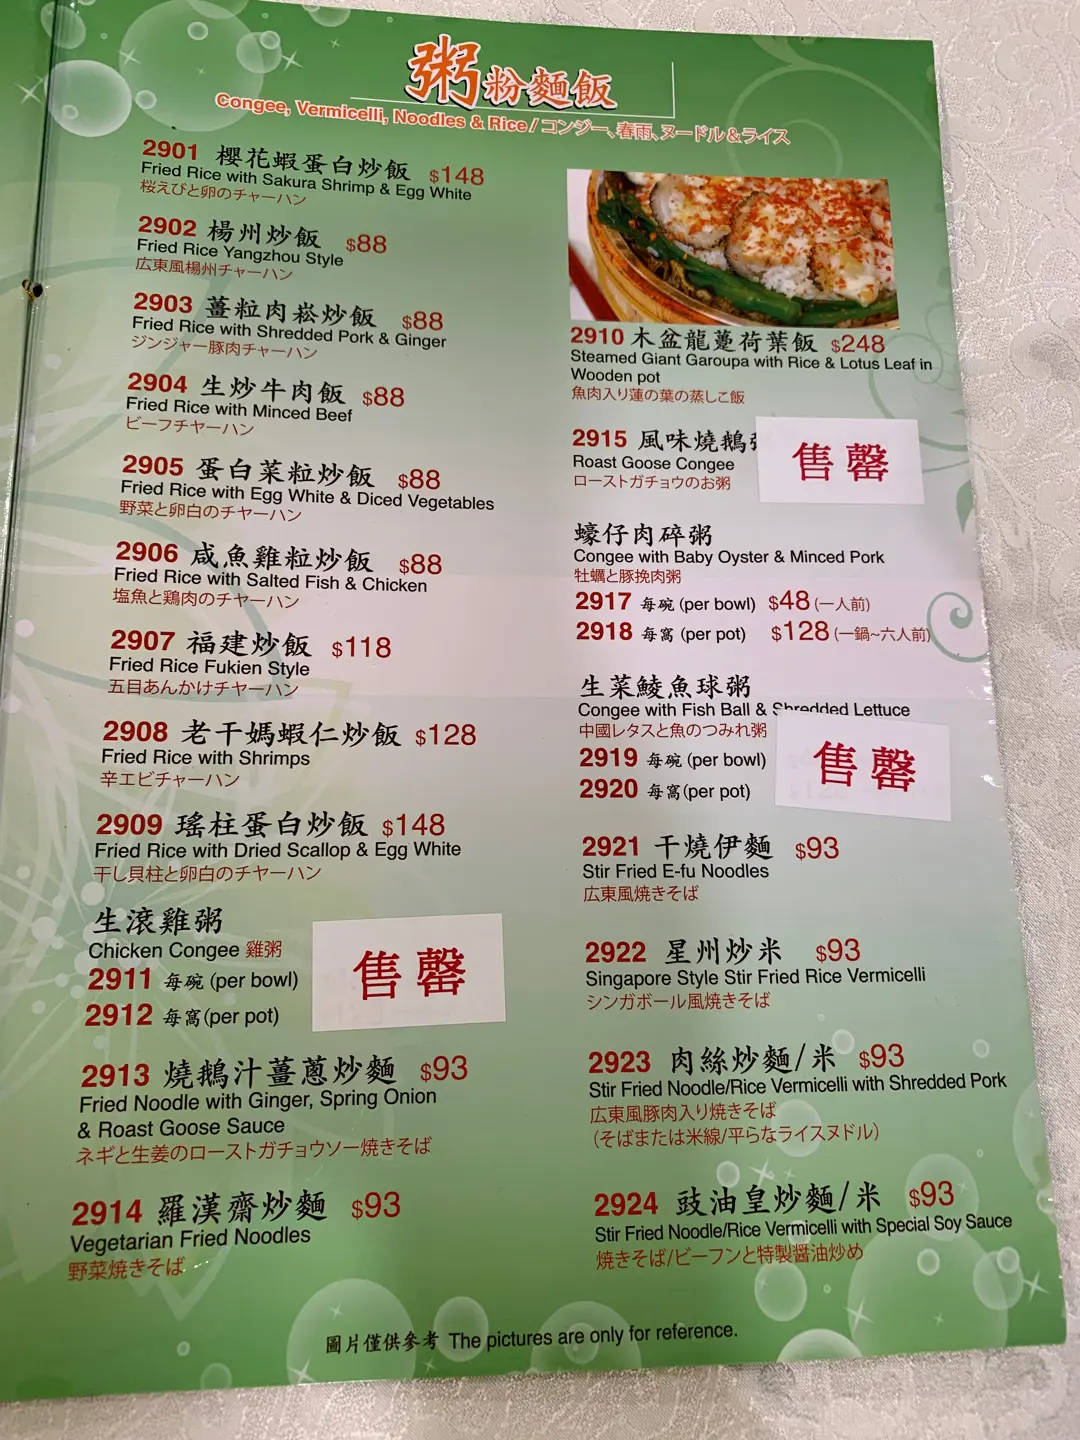 粥粉麵飯
Congee, Vermicelli, Noodles & Rice / コンジー、春雨、ヌードル＆ライス
2901 櫻花蝦蛋白炒飯 $148
Fried Rice with Sakura Shrimp & Egg White
桜えびと卵のチャーハン
2902 楊州炒飯 $88
Fried Rice Yangzhou Style
広東風楊州チャーハン
2903 薑粒肉崧炒飯 $88
Fried Rice with Shredded Pork & Ginger
ジンジャー豚肉チャーハン
2904 生炒牛肉飯 $88
Fried Rice with Minced Beef
ビーフチヤーハン
2905 蛋白菜粒炒飯 $88
Fried Rice with Egg White & Diced Vegetables
野菜と卵白のチャーハン
2906 咸魚雞粒炒飯 $88
Fried Rice with Salted Fish & Chicken
塩魚と鶏肉のチャーハン
2907 福建炒飯 $118
Fried Rice Fukien Style
五目あんかけチヤーハン
2908 老干媽蝦仁炒飯 $128
Fried Rice with Shrimps
辛エビチャーハン
2909 瑤柱蛋白炒飯 $148
Fried Rice with Dried Scallop & Egg White
干し貝柱と卵白のチヤーハン
生滾雞粥
Chicken Congee 雞粥
2911 每碗 (per bowl)
2912 每窩(per pot)
售罄
2913 燒鵝汁薑蔥炒麵 $93
Fried Noodle with Ginger, Spring Onion
& Roast Goose Sauce
ネギと生姜のローストガチョウソー焼きそば
2914 羅漢齋炒麵 $93
Vegetarian Fried Noodles
野菜焼きそば
2910 木盆龍躉荷葉飯 $248
Steamed Giant Garoupa with Rice & Lotus Leaf in
Wooden pot
魚肉入り蓮の葉の蒸しこ飯
2915 風味燒鵝
Roast Goose Congee
ローストガチョウのお粥
售罄
蠔仔肉碎粥
Congee with Baby Oyster & Minced Pork
牡蠣と豚挽肉粥
2917 每碗 (per bowl) $48 (一人前)
2918 每窩 (per pot) $128 (一鍋~六人前)
生菜鯪魚球粥
Congee with Fish Ball & Shredded Lettuce
中國レタスと魚のつみれ粥
2919 每碗 (per bowl)
2920 每窩(per pot)
售罄
2921 干燒伊麵 $93
Stir Fried E-fu Noodles
広東風焼きそば
2922 星州炒米 $93
Singapore Style Stir Fried Rice Vermicelli
シンガボール風焼きそば
2923 肉絲炒麵/米 $93
Stir Fried Noodle/Rice Vermicelli with Shredded Pork
広東風豚肉入り焼きそば
（そばまたは米線/平らなライスヌドル）
2924 豉油皇炒麵/米 $93
Stir Fried Noodle/Rice Vermicelli with Special Soy Sauce
焼きそば/ビーフンと特製醤油炒め
圖片僅供參考 The pictures are only for reference.